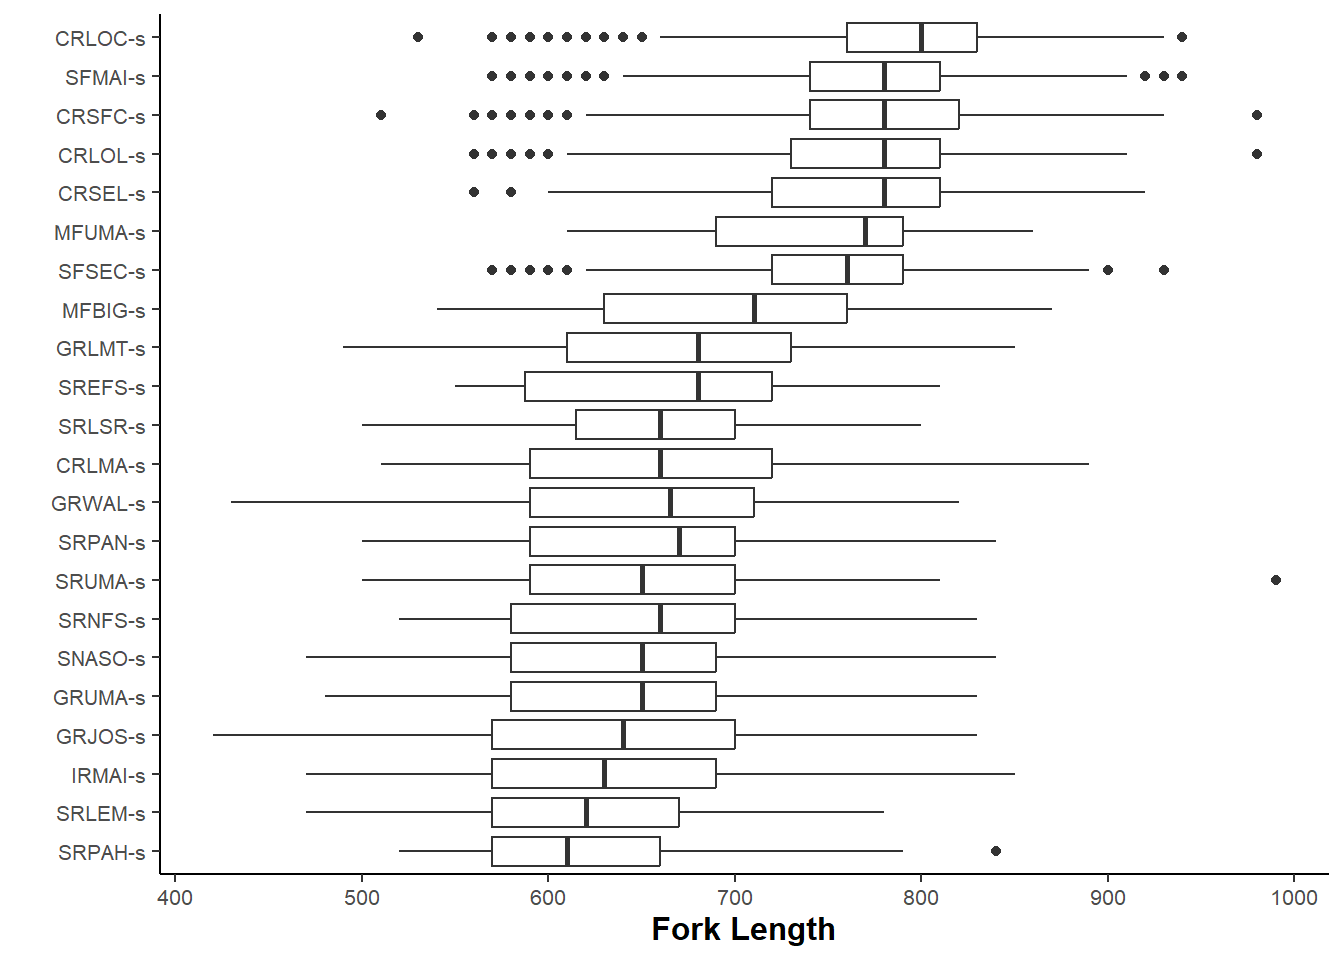 CRLOC-s
SFMAI-s
CRSFC-s
CRLOL-s
CRSEL-s
MFUMA-s
SFSEC-s
MFBIG-s
GRLMT-s
SREFS-s
SRLSR-s
CRLMA-s
GRWAL-s
SRPAN-s
SRUMA-s
SRNFS-s
SNASO-s
GRUMA-s
GRJOS-s
IRMAI-s
SRLEM-s
SRPAH-s
400 500 600 700 800 900 1000
Fork Length